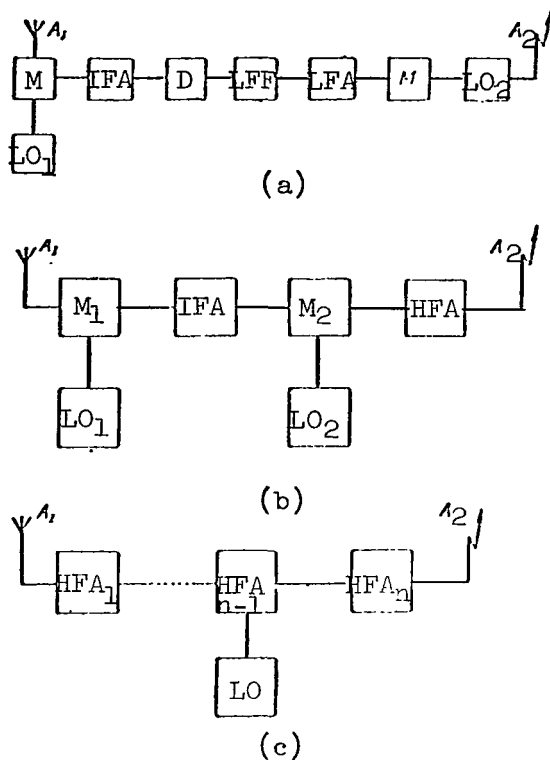 A₁ A₂
M IFA D LFF LFA M LO₂
LO₁
(a)
A₁ A₂
M₁ IFA M₂ HFA
LO₁ LO₂
(b)
A₁ A₂
HFA₁ HFA n-1 HFAₙ
LO
(c)